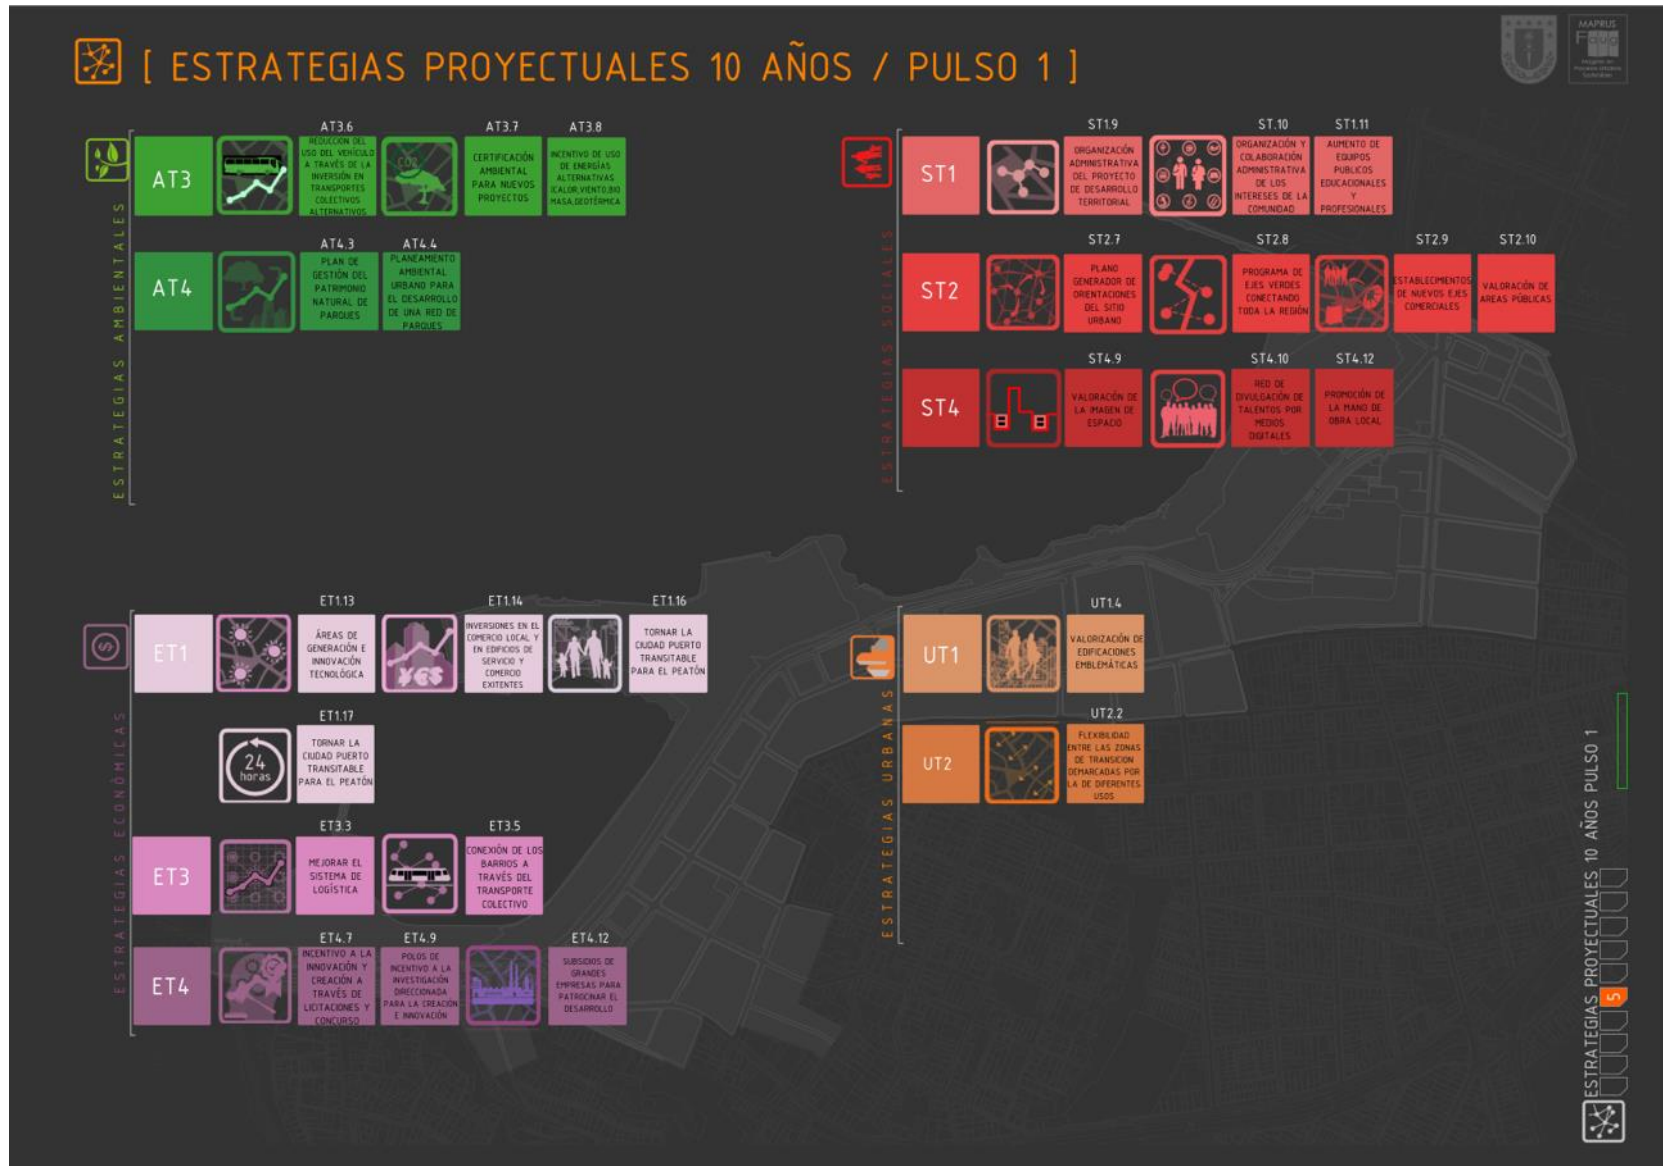 [ ESTRATEGIAS PROYECTUALES 10 AÑOS / PULSO 1 ]
MAPRUS
ESTRATEGIAS AMBIENTALES
AT3
AT3.6
REDUCCIÓN DEL
USO DEL VEHÍCULO
A TRAVÉS DE LA
INVERSIÓN EN
TRANSPORTES
COLECTIVOS
ALTERNATIVOS
CO2
AT3.7
CERTIFICACIÓN
AMBIENTAL
PARA NUEVOS
PROYECTOS
AT3.8
INCENTIVO DE USO
DE ENERGÍAS
ALTERNATIVAS
(CALOR,VIENTO,BIO
MASA,GEOTÉRMICA
AT4
AT4.3
PLAN DE
GESTIÓN DEL
PATRIMONIO
NATURAL DE
PARQUES
AT4.4
PLANEAMIENTO
AMBIENTAL
URBANO PARA
EL DESARROLLO
DE UNA RED DE
PARQUES
ESTRATEGIAS SOCIALES
ST1
ST1.9
ORGANIZACIÓN
ADMINISTRATIVA
DEL PROYECTO
DE DESARROLLO
TERRITORIAL
ST.10
ORGANIZACIÓN Y
COLABORACIÓN
ADMINISTRATIVA
DE LOS
INTERESES DE LA
COMUNIDAD
ST1.11
AUMENTO DE
EQUIPOS
PUBLICOS
EDUCACIONALES
Y
PROFESIONALES
ST2
ST2.7
PLANO
GENERADOR DE
ORIENTACIONES
DEL SITIO
URBANO
ST2.8
PROGRAMA DE
EJES VERDES
CONECTANDO
TODA LA REGIÓN
ST2.9
ESTABLECIMIENTOS
DE NUEVOS EJES
COMERCIALES
ST2.10
VALORACIÓN DE
AREAS PÚBLICAS
ST4
ST4.9
VALORACIÓN DE
LA IMAGEN DE
ESPACIO
ST4.10
RED DE
DIVULGACIÓN DE
TALENTOS POR
MEDIOS
DIGITALES
ST4.12
PROMOCIÓN DE
LA MANO DE
OBRA LOCAL
ESTRATEGIAS ECONÓMICAS
ET1
ET1.13
ÁREAS DE
GENERACIÓN E
INNOVACIÓN
TECNOLÓGICA
¥€$
ET1.14
INVERSIONES EN EL
COMERCIO LOCAL Y
EN EDIFICIOS DE
SERVICIO Y
COMERCIO
EXITENTES
ET1.16
TORNAR LA
CIUDAD PUERTO
TRANSITABLE
PARA EL PEATÓN
24
horas
ET1.17
TORNAR LA
CIUDAD PUERTO
TRANSITABLE
PARA EL PEATÓN
ET3
ET3.3
MEJORAR EL
SISTEMA DE
LOGÍSTICA
ET3.5
CONEXIÓN DE LOS
BARRIOS A
TRAVÉS DEL
TRANSPORTE
COLECTIVO
ET4
ET4.7
INCENTIVO A LA
INNOVACIÓN Y
CREACIÓN A
TRAVÉS DE
LICITACIONES Y
CONCURSO
ET4.9
POLOS DE
INCENTIVO A LA
INVESTIGACIÓN
DIRECCIONADA
PARA LA CREACIÓN
E INNOVACIÓN
ET4.12
SUBSIDIOS DE
GRANDES
EMPRESAS PARA
PATROCINAR EL
DESARROLLO
ESTRATEGIAS URBANAS
UT1
UT1.4
VALORIZACIÓN DE
EDIFICACIONES
EMBLEMÁTICAS
UT2
UT2.2
FLEXIBILIDAD
ENTRE LAS ZONAS
DE TRANSICION
DEMARCADAS POR
LA DE DIFERENTES
USOS
ESTRATEGIAS PROYECTUALES 10 AÑOS PULSO 1
5